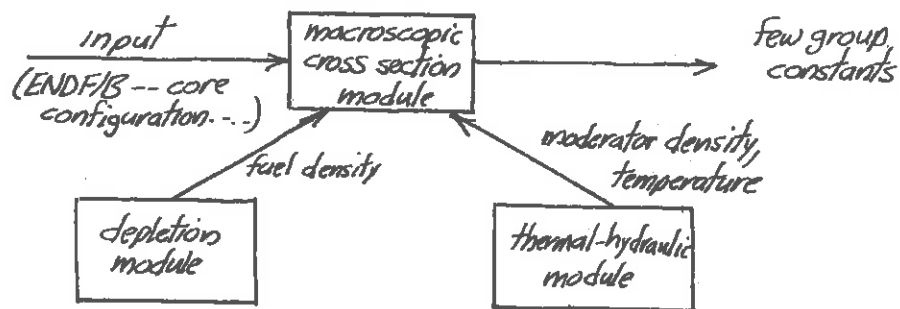 input
(ENDF/B -- core
configuration. --)
macroscopic
cross section
module
few group
constants
fuel density
moderator density,
temperature
depletion
module
thermal-hydraulic
module